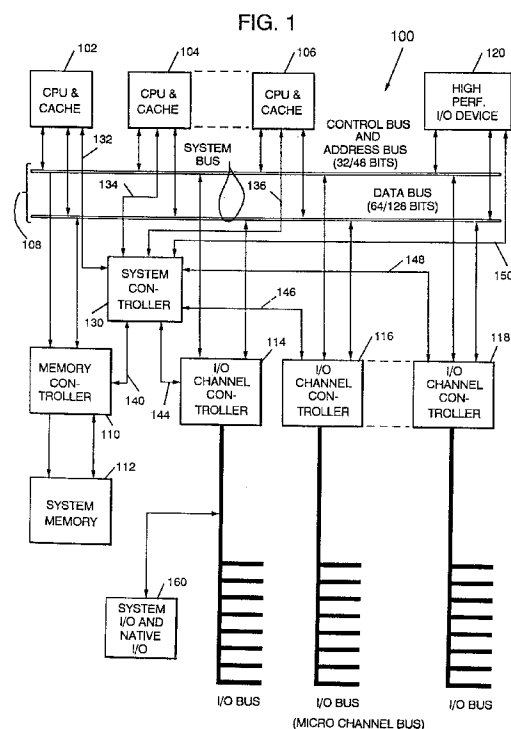 FIG. 1
102
104
106
100
120
CPU &
CACHE
CPU &
CACHE
CPU &
CACHE
HIGH
PERF.
I/O DEVICE
132
SYSTEM
BUS
CONTROL BUS
AND
ADDRESS BUS
(32/48 BITS)
134
136
DATA BUS
(64/128 BITS)
108
150
148
SYSTEM
CON-
TROLLER
130
146
114
116
118
MEMORY
CON-
TROLLER
110
140
144
I/O
CHANNEL
CON-
TROLLER
I/O
CHANNEL
CON-
TROLLER
I/O
CHANNEL
CON-
TROLLER
112
SYSTEM
MEMORY
160
SYSTEM
I/O AND
NATIVE
I/O
I/O BUS
I/O BUS
I/O BUS
(MICRO CHANNEL BUS)